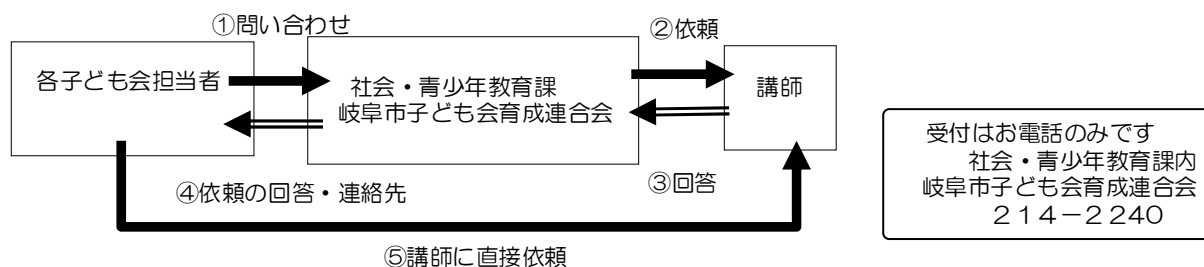 ①問い合わせ
②依頼
各子ども会担当者
社会・青少年教育課
岐阜市子ども会育成連合会
講師
③回答
④依頼の回答・連絡先
⑤講師に直接依頼
受付はお電話のみです
社会・青少年教育課内
岐阜市子ども会育成連合会
２１４－２２４０